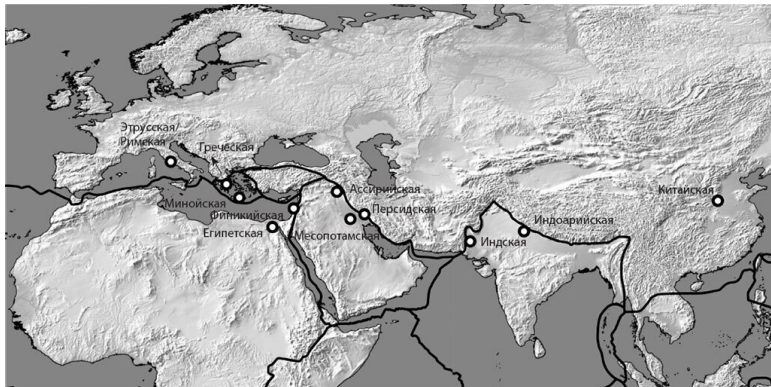 Этрусская/
Римская
Греческая
Минойская
Финикийская
Египетская
Ассирийская
Персидская
Месопотамская
Индская
Индоарийская
Китайская